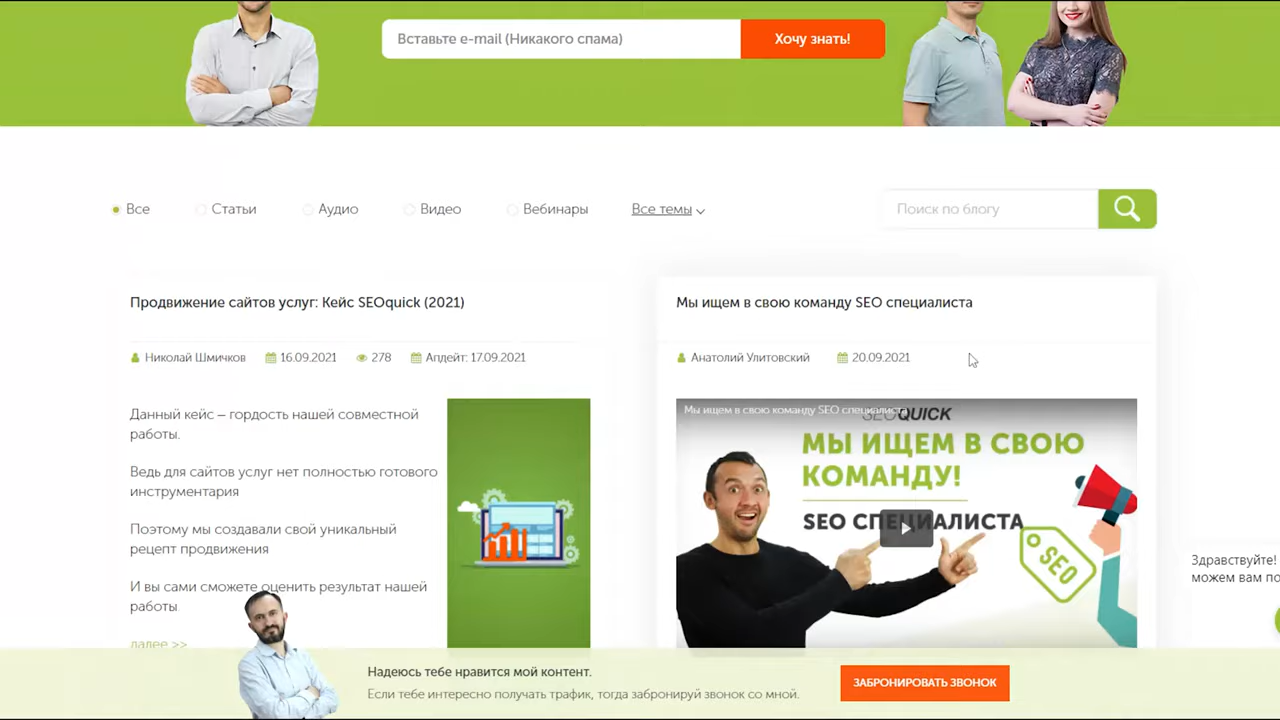 Вставьте e-mail (Никакого спама)
Хочу знать!
Все
Статьи
Аудио
Видео
Вебинары
Все темы
Поиск по блогу
Продвижение сайтов услуг: Кейс SEOquick (2021)
Николай Шмичков
16.09.2021
278
Апдейт: 17.09.2021
Данный кейс – гордость нашей совместной
работы.
Ведь для сайтов услуг нет полностью готового
инструментария
Поэтому мы создавали свой уникальный
рецепт продвижения
И вы сами сможете оценить результат нашей
работы
далее >>
Мы ищем в свою команду SEO специалиста
Анатолий Улитовский
20.09.2021
Мы ищем в свою команду SEO специалиста
SEOQUICK
МЫ ИЩЕМ В СВОЮ
КОМАНДУ!
SEO СПЕЦИАЛИСТА
SEO
Здравствуйте!
можем вам по
Надеюсь тебе нравится мой контент.
Если тебе интересно получать трафик, тогда забронируй звонок со мной.
ЗАБРОНИРОВАТЬ ЗВОНОК